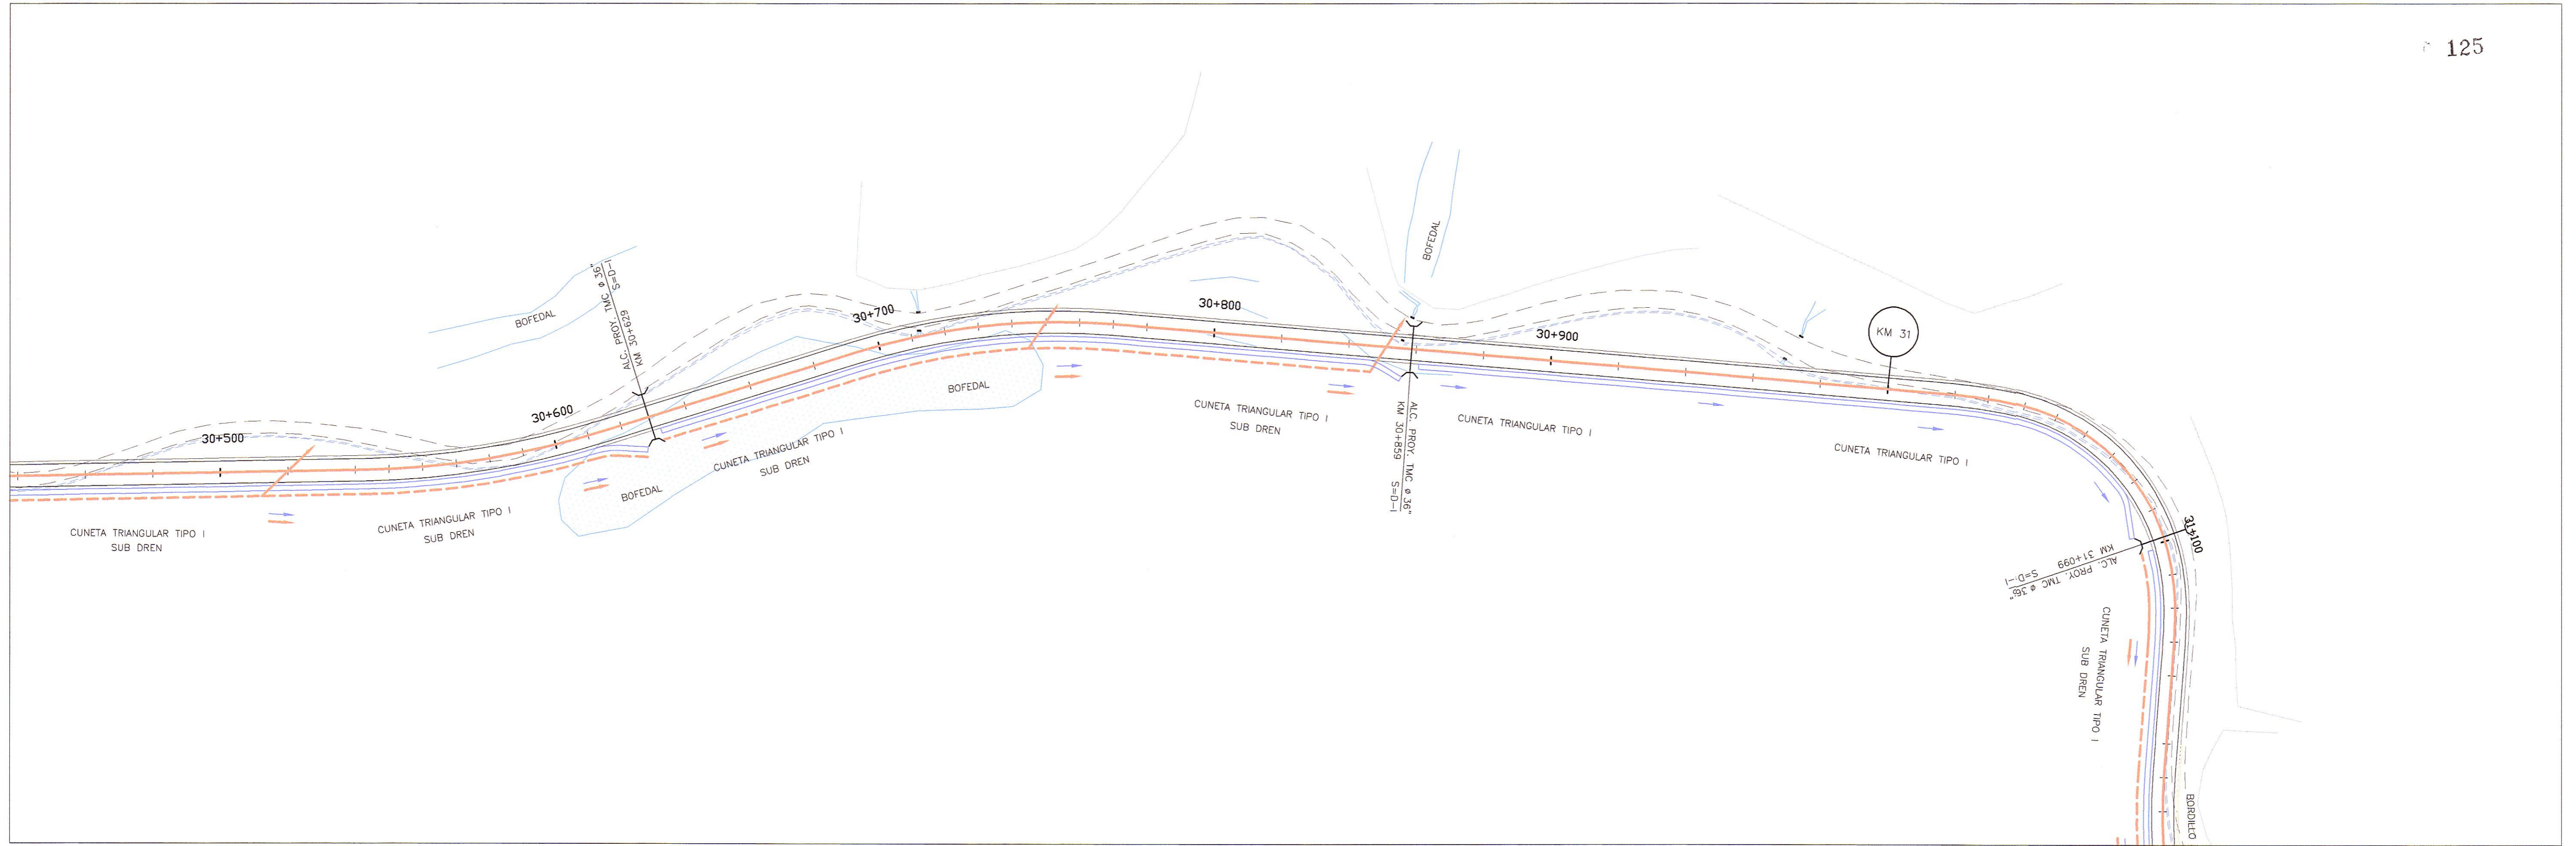 125
BOFEDAL
ALC. PROY. TMC ø 36"
KM 30+629 S=D-I
30+500
30+600
30+700
30+800
30+900
BOFEDAL
KM 31
31+100
BOFEDAL
BOFEDAL
CUNETA TRIANGULAR TIPO I
SUB DREN
CUNETA TRIANGULAR TIPO I
SUB DREN
CUNETA TRIANGULAR TIPO I
SUB DREN
CUNETA TRIANGULAR TIPO I
SUB DREN
ALC. PROY. TMC ø 36"
KM 30+859 S=D-I
CUNETA TRIANGULAR TIPO I
CUNETA TRIANGULAR TIPO I
ALC. PROY. TMC ø 36"
KM 31+099 S=D-I
CUNETA TRIANGULAR TIPO I
SUB DREN
BORDILLO